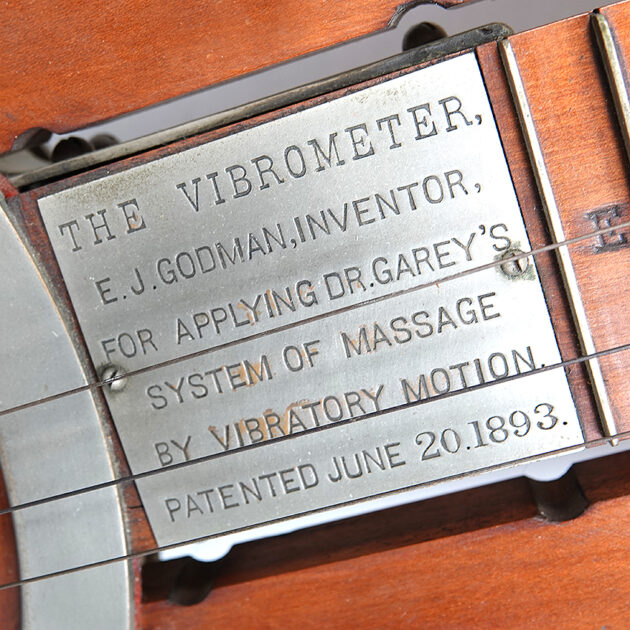 THE VIBROMETER,
E.J.GODMAN,INVENTOR,
FOR APPLYING DR.GAREY'S
SYSTEM OF MASSAGE
BY VIBRATORY MOTION.
PATENTED JUNE 20.1893.
E